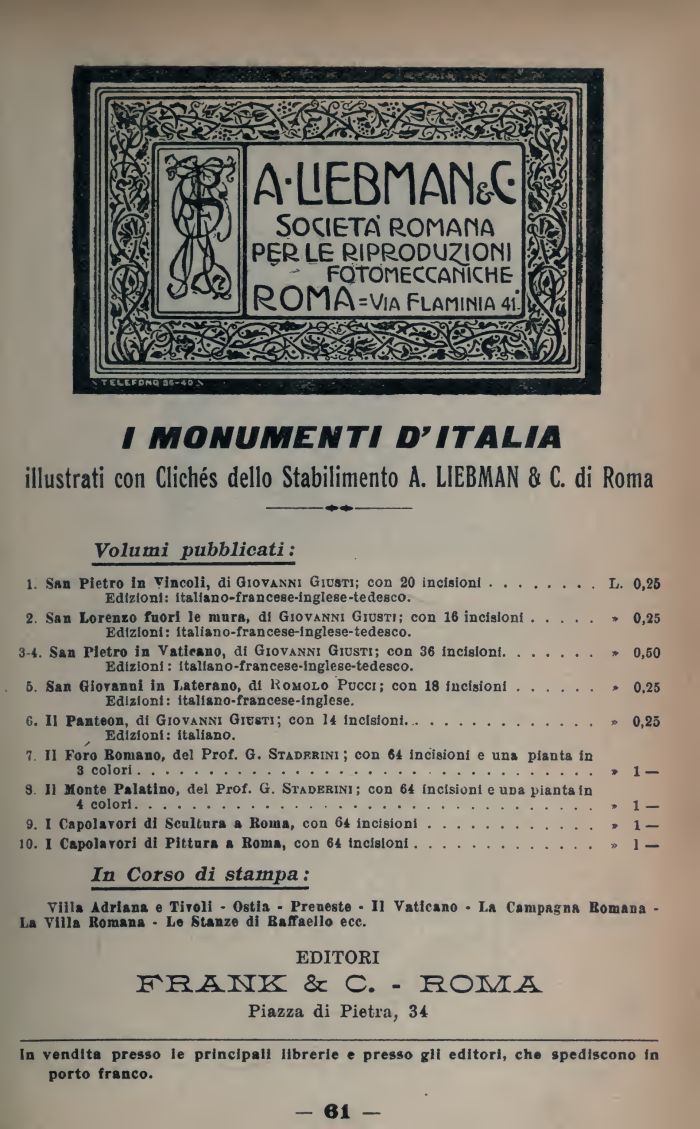 A·LIEBMAN & C·
SOCIETÀ ROMANA
PER LE RIPRODUZIONI
FOTOMECCANICHE
ROMA = VIA FLAMINIA 41.
TELEFONO 36-40
I MONUMENTI D'ITALIA
illustrati con Clichés dello Stabilimento A. LIEBMAN & C. di Roma
Volumi pubblicati:
1. San Pietro in Vincoli, di GIOVANNI GIUSTI; con 20 incisioni . . . . . . . . L. 0,25
Edizioni: italiano-francese-inglese-tedesco.
2. San Lorenzo fuori le mura, di GIOVANNI GIUSTI; con 16 incisioni . . . . . » 0,25
Edizioni: italiano-francese-inglese-tedesco.
3-4. San Pietro in Vaticano, di GIOVANNI GIUSTI; con 36 incisioni. . . . . . . » 0,50
Edizioni: italiano-francese-inglese-tedesco.
5. San Giovanni in Laterano, di ROMOLO PUCCI; con 18 incisioni . . . . . . » 0,25
Edizioni: italiano-francese-inglese.
6. Il Panteon, di GIOVANNI GIUSTI; con 14 incisioni. . . . . . . . . . . . . . » 0,25
Edizioni: italiano.
7. Il Foro Romano, del Prof. G. STADERINI; con 64 incisioni e una pianta in
3 colori . . . . . . . . . . . . . . . . . . . . . . . . . . . . . . » 1 —
8. Il Monte Palatino, del Prof. G. STADERINI; con 64 incisioni e una pianta in
4 colori. . . . . . . . . . . . . . . . . . . . . . . . . . . . . . » 1 —
9. I Capolavori di Scultura a Roma, con 64 incisioni . . . . . . . . . . . . » 1 —
10. I Capolavori di Pittura a Roma, con 64 incisioni . . . . . . . . . . . . . » 1 —
In Corso di stampa:
Villa Adriana e Tivoli - Ostia - Preneste - Il Vaticano - La Campagna Romana -
La Villa Romana - Le Stanze di Raffaello ecc.
EDITORI
FRANK & C. - ROMA
Piazza di Pietra, 34
In vendita presso le principali librerie e presso gli editori, che spediscono in
porto franco.
— 61 —